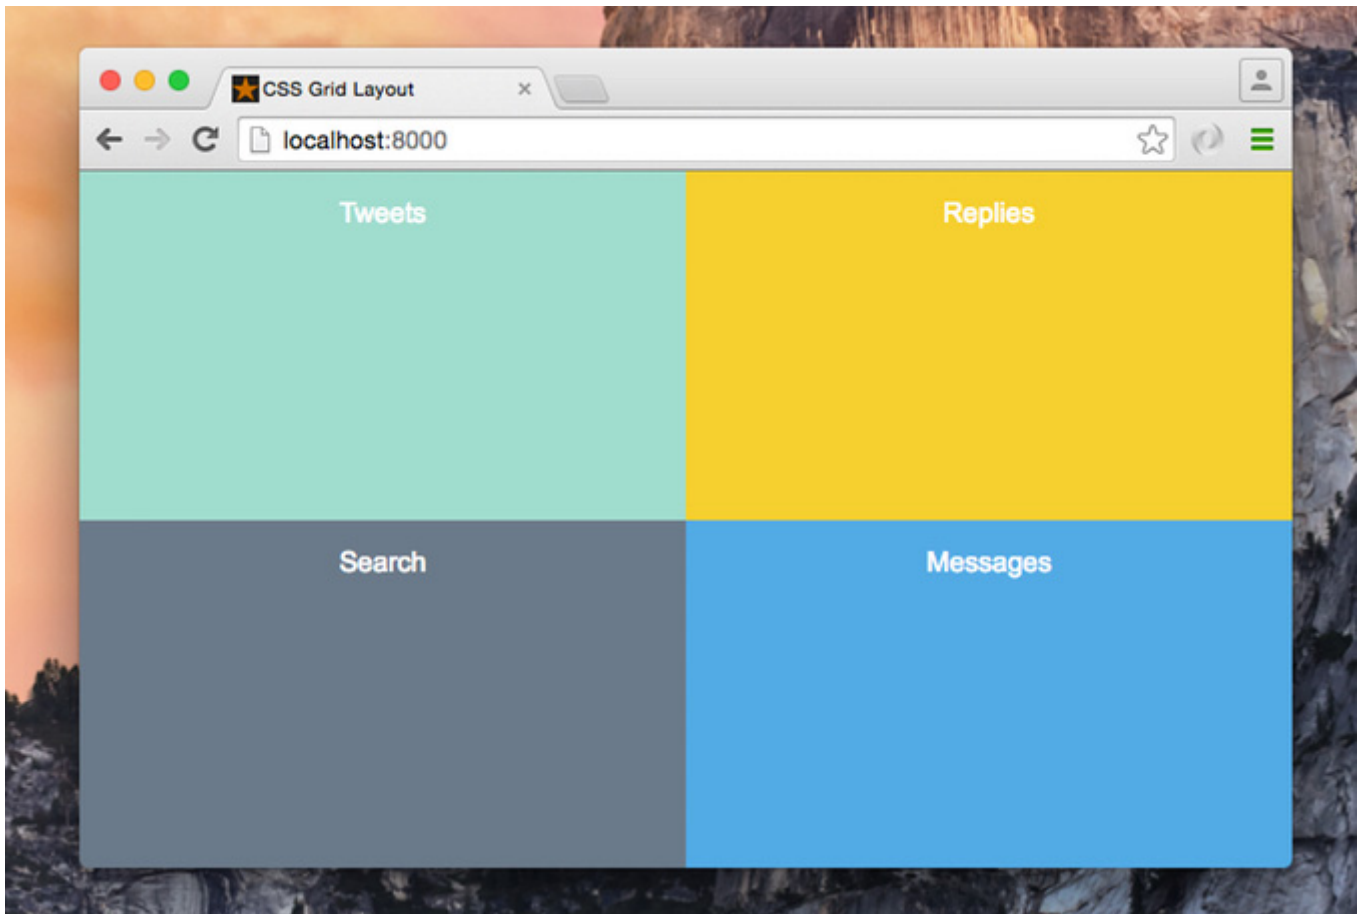 CSS Grid Layout
localhost:8000
Tweets
Replies
Search
Messages